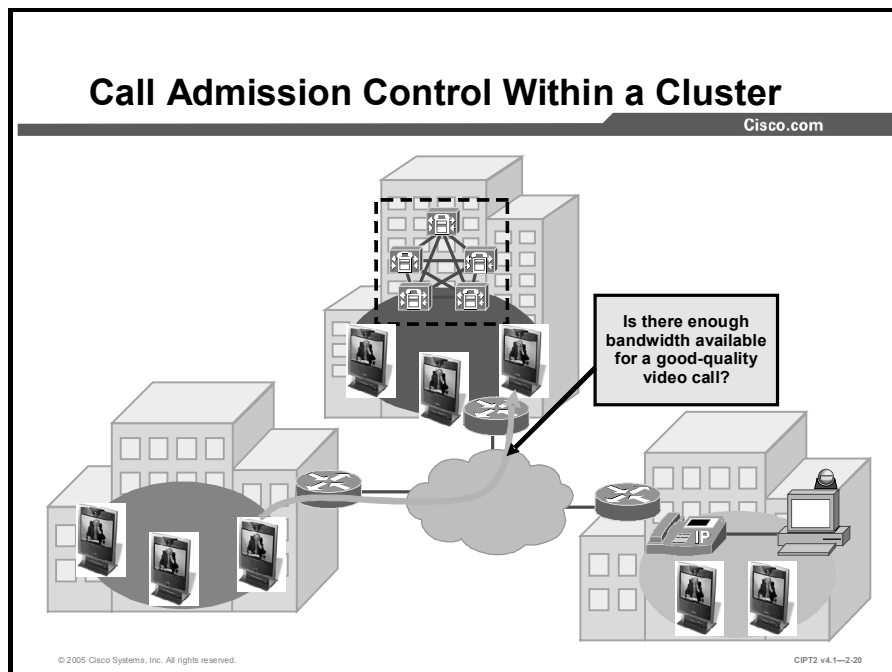 Call Admission Control Within a Cluster
Cisco.com
Is there enough
bandwidth available
for a good-quality
video call?
IP
© 2005 Cisco Systems, Inc. All rights reserved.
CIPT2 v4.1—2-20